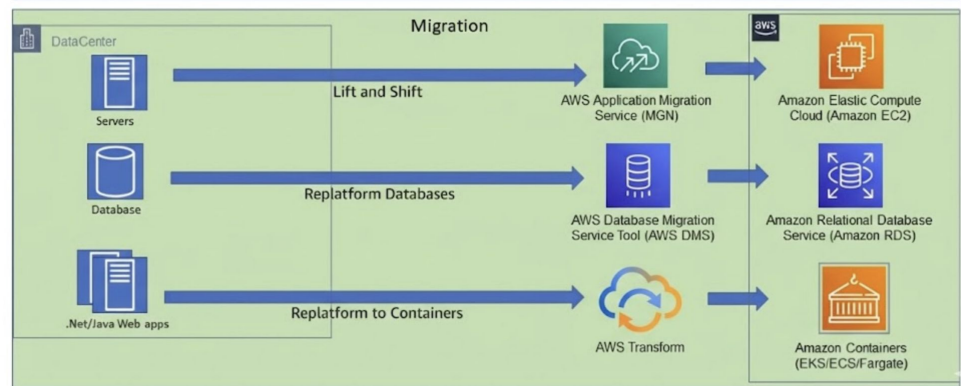 Migration
DataCenter
aws
Servers
Lift and Shift
AWS Application Migration
Service (MGN)
Amazon Elastic Compute
Cloud (Amazon EC2)
Database
Replatform Databases
AWS Database Migration
Service Tool (AWS DMS)
Amazon Relational Database
Service (Amazon RDS)
.Net/Java Web apps
Replatform to Containers
AWS Transform
Amazon Containers
(EKS/ECS/Fargate)